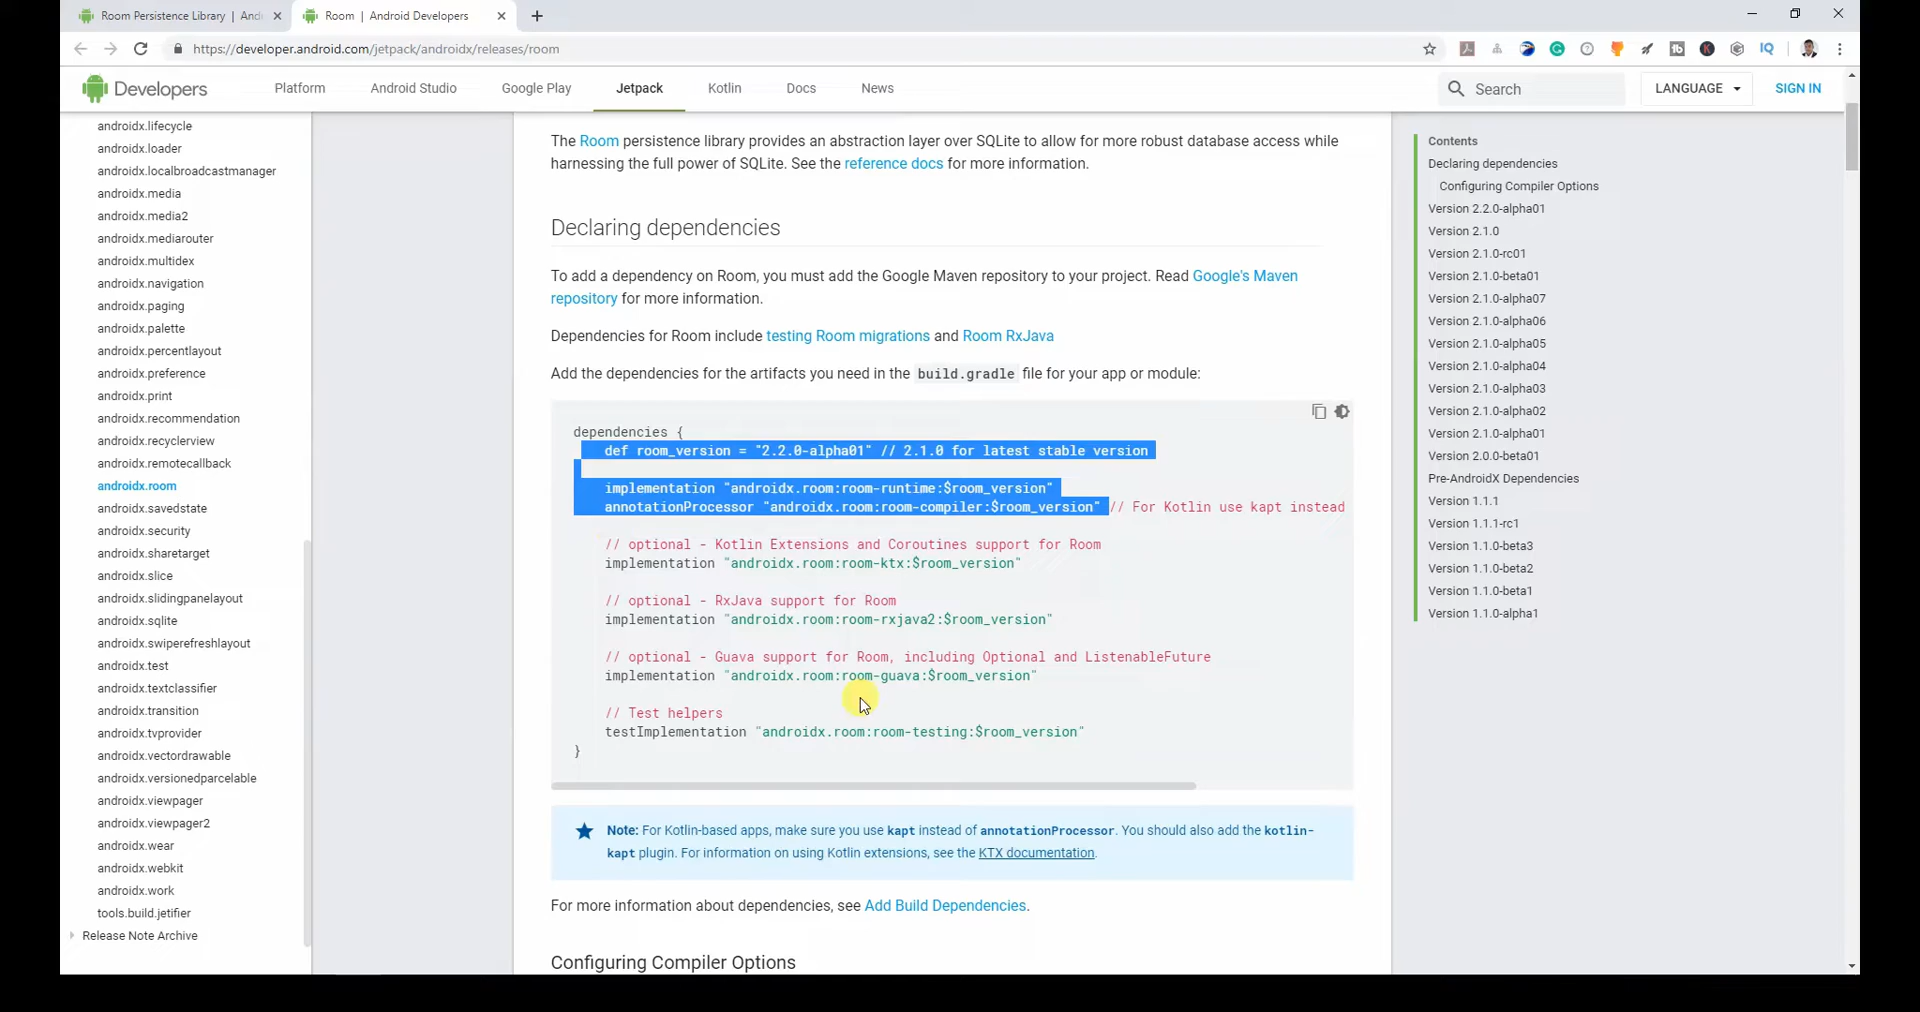 Room Persistence Library | And
Room | Android Developers
https://developer.android.com/jetpack/androidx/releases/room
Developers
Platform
Android Studio
Google Play
Jetpack
Kotlin
Docs
News
Search
LANGUAGE
SIGN IN
androidx.lifecycle
androidx.loader
androidx.localbroadcastmanager
androidx.media
androidx.media2
androidx.mediarouter
androidx.multidex
androidx.navigation
androidx.paging
androidx.palette
androidx.percentlayout
androidx.preference
androidx.print
androidx.recommendation
androidx.recyclerview
androidx.remotecallback
androidx.room
androidx.savedstate
androidx.security
androidx.sharetarget
androidx.slice
androidx.slidingpanelayout
androidx.sqlite
androidx.swiperefreshlayout
androidx.test
androidx.textclassifier
androidx.transition
androidx.tvprovider
androidx.vectordrawable
androidx.versionedparcelable
androidx.viewpager
androidx.viewpager2
androidx.wear
androidx.webkit
androidx.work
tools.build.jetifier
Release Note Archive
The Room persistence library provides an abstraction layer over SQLite to allow for more robust database access while
harnessing the full power of SQLite. See the reference docs for more information.
Declaring dependencies
To add a dependency on Room, you must add the Google Maven repository to your project. Read Google's Maven
repository for more information.
Dependencies for Room include testing Room migrations and Room RxJava
Add the dependencies for the artifacts you need in the build.gradle file for your app or module:
dependencies {
def room_version = "2.2.0-alpha01" // 2.1.0 for latest stable version
implementation "androidx.room:room-runtime:$room_version"
annotationProcessor "androidx.room:room-compiler:$room_version" // For Kotlin use kapt instead
// optional - Kotlin Extensions and Coroutines support for Room
implementation "androidx.room:room-ktx:$room_version"
// optional - RxJava support for Room
implementation "androidx.room:room-rxjava2:$room_version"
// optional - Guava support for Room, including Optional and ListenableFuture
implementation "androidx.room:room-guava:$room_version"
// Test helpers
testImplementation "androidx.room:room-testing:$room_version"
}
Note: For Kotlin-based apps, make sure you use kapt instead of annotationProcessor. You should also add the kotlin-
kapt plugin. For information on using Kotlin extensions, see the KTX documentation.
For more information about dependencies, see Add Build Dependencies.
Configuring Compiler Options
Contents
Declaring dependencies
Configuring Compiler Options
Version 2.2.0-alpha01
Version 2.1.0
Version 2.1.0-rc01
Version 2.1.0-beta01
Version 2.1.0-alpha07
Version 2.1.0-alpha06
Version 2.1.0-alpha05
Version 2.1.0-alpha04
Version 2.1.0-alpha03
Version 2.1.0-alpha02
Version 2.1.0-alpha01
Version 2.0.0-beta01
Pre-AndroidX Dependencies
Version 1.1.1
Version 1.1.1-rc1
Version 1.1.0-beta3
Version 1.1.0-beta2
Version 1.1.0-beta1
Version 1.1.0-alpha1